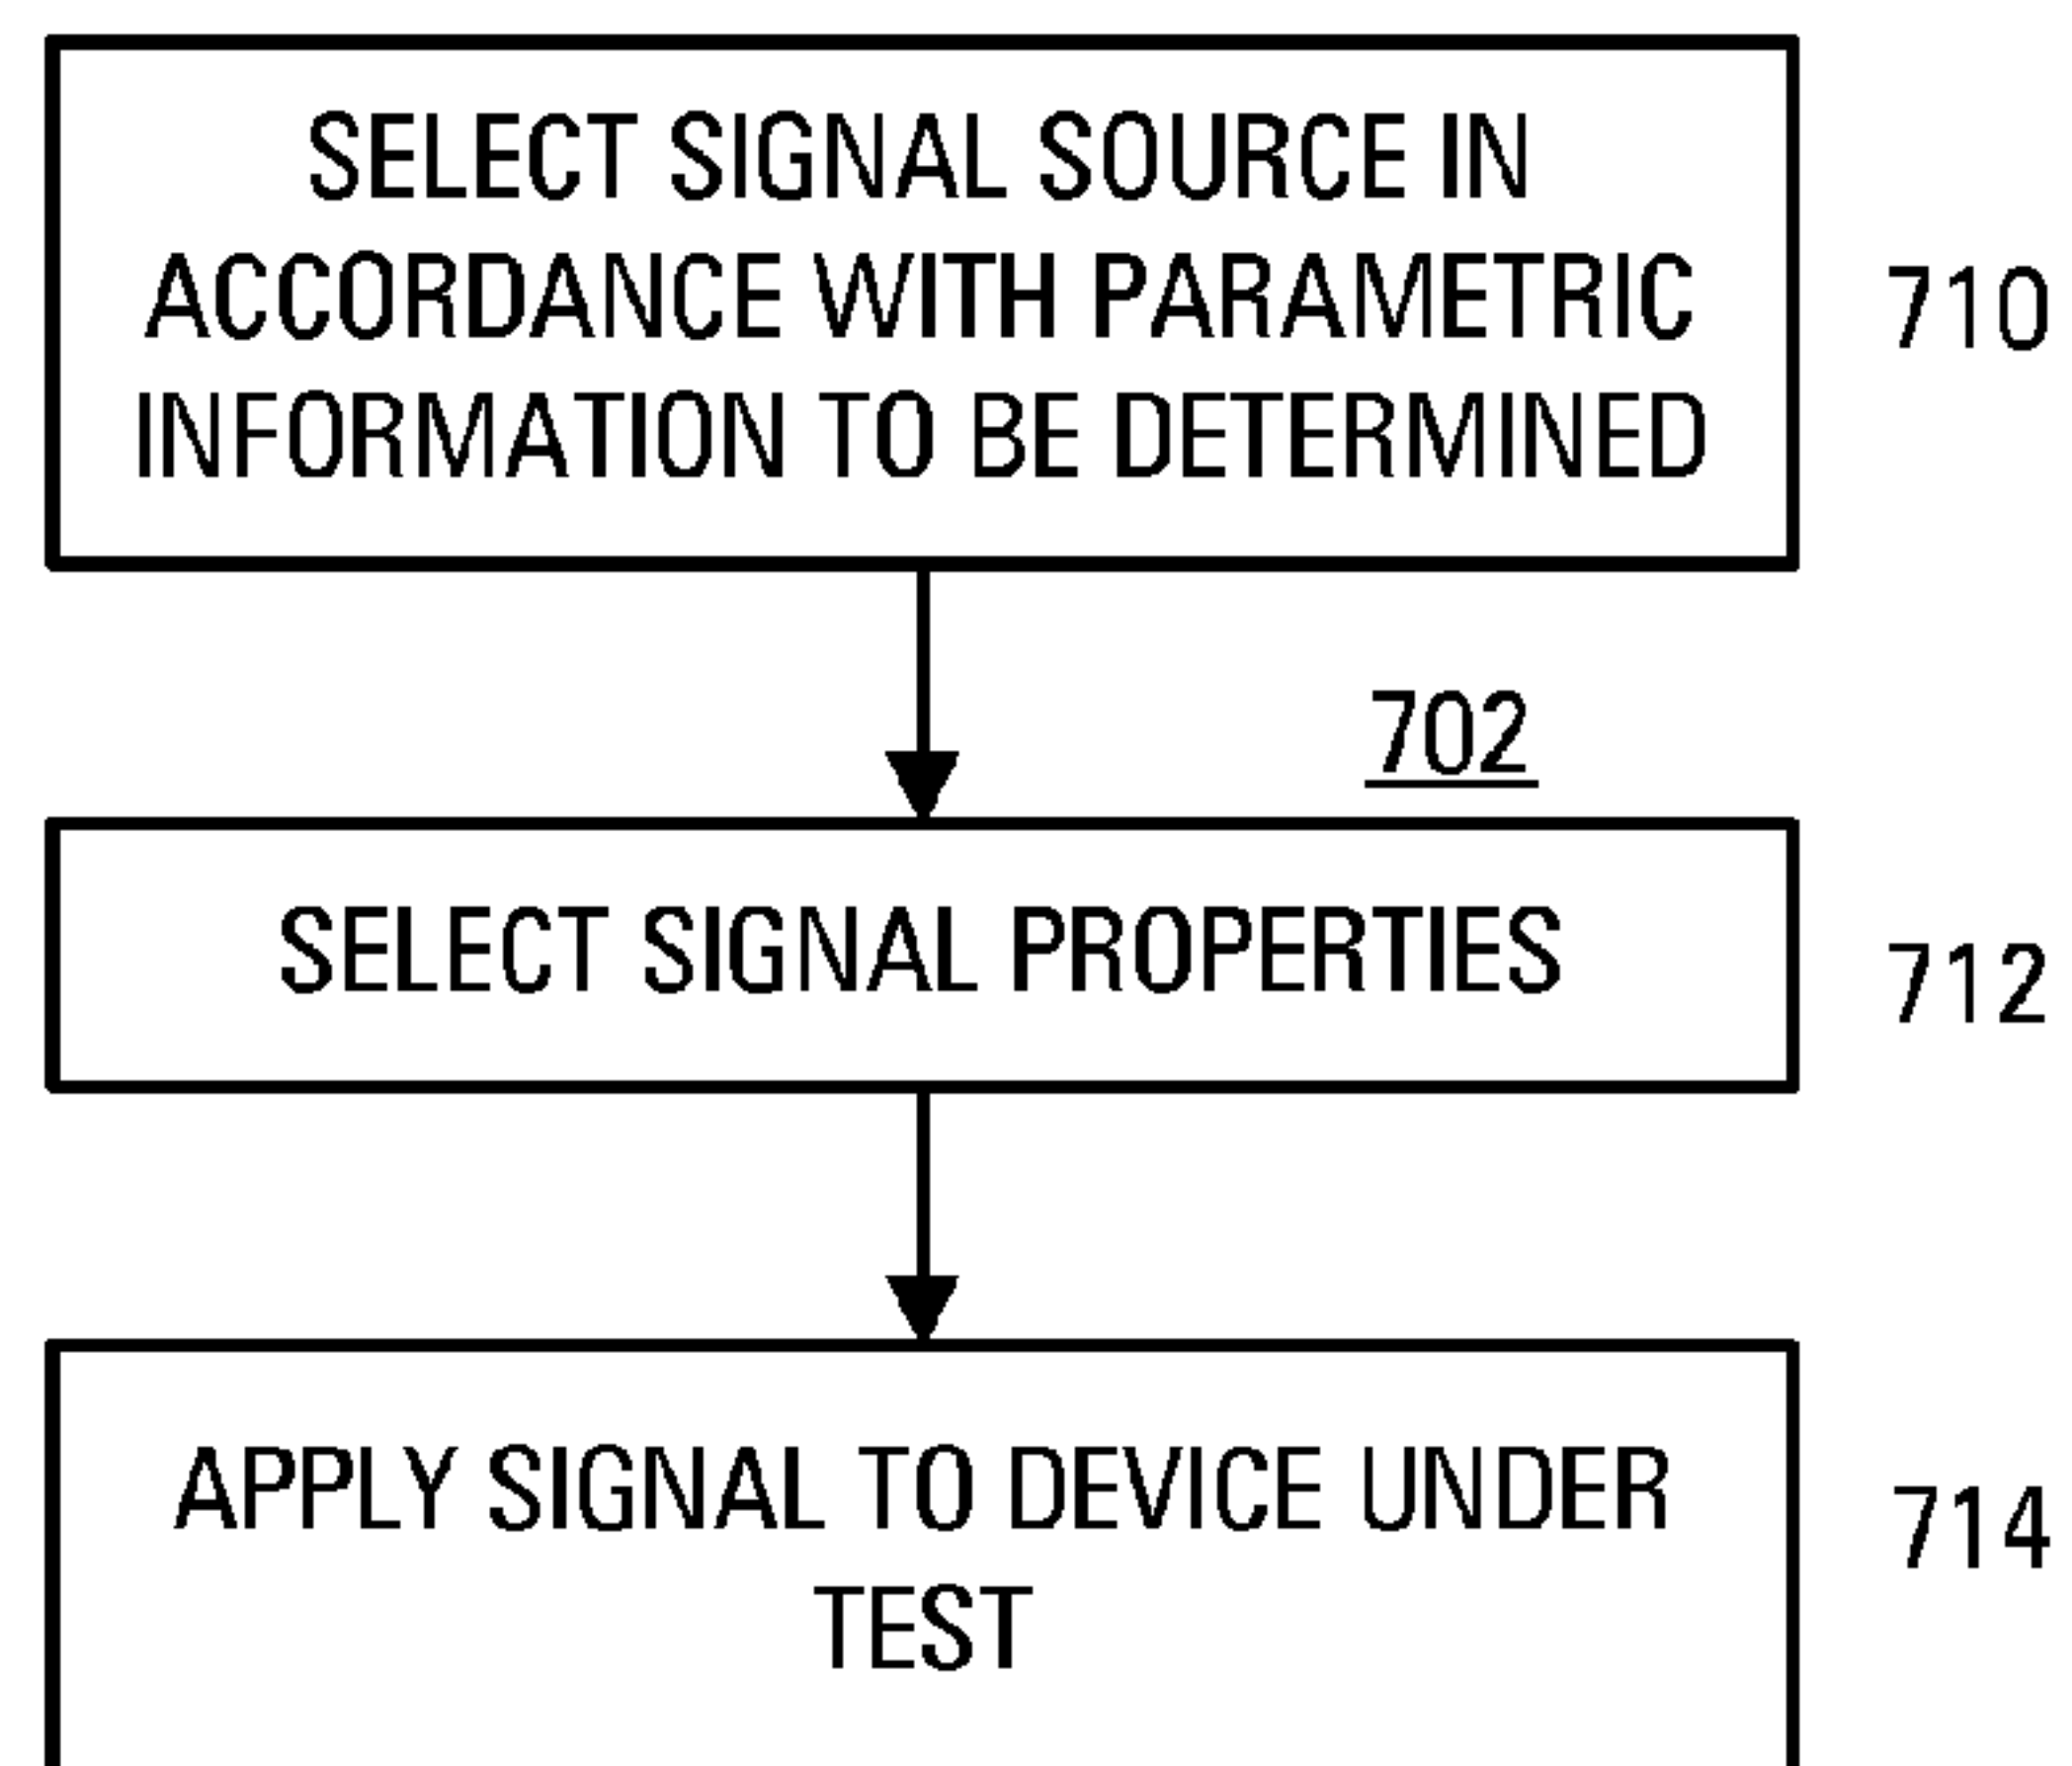 SELECT SIGNAL SOURCE IN
ACCORDANCE WITH PARAMETRIC
INFORMATION TO BE DETERMINED
710
702
SELECT SIGNAL PROPERTIES
712
APPLY SIGNAL TO DEVICE UNDER
TEST
714